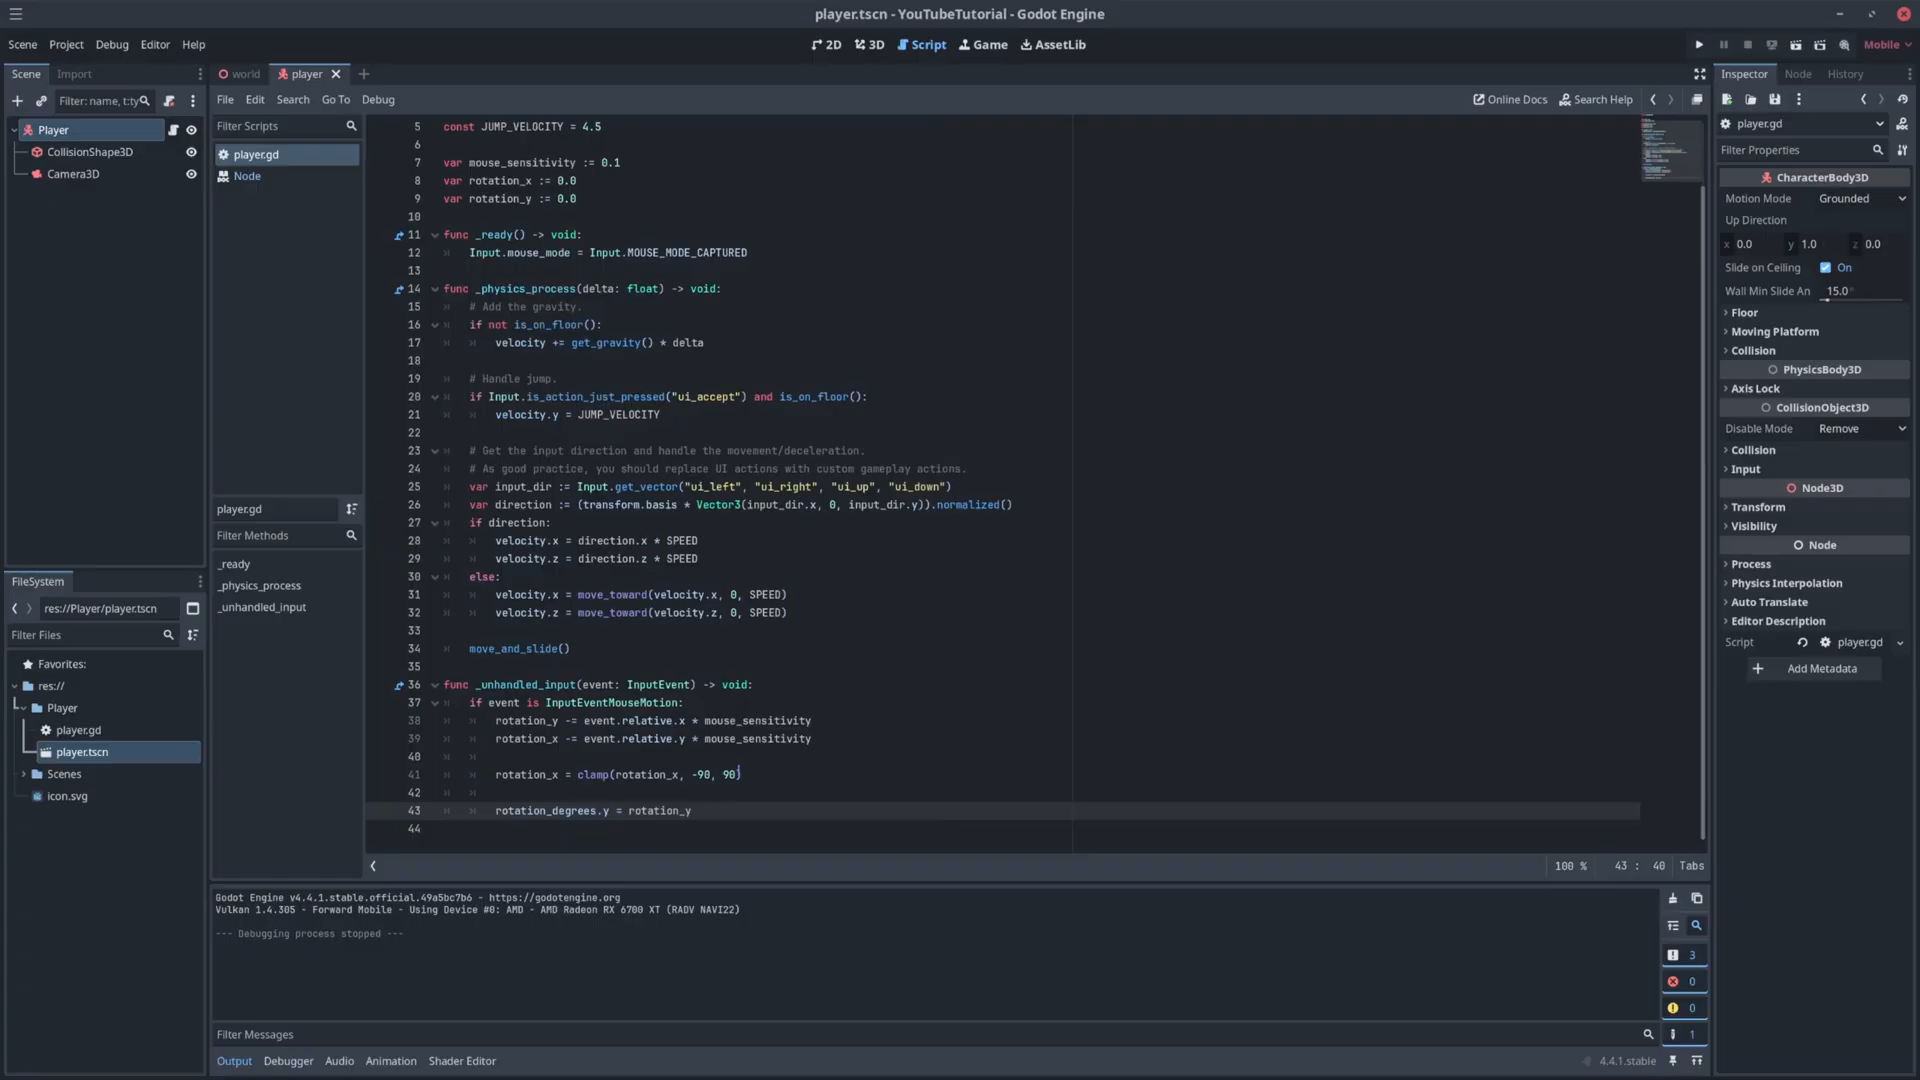 player.tscn - YouTubeTutorial - Godot Engine
Scene Project Debug Editor Help
2D 3D Script Game AssetLib
Mobile
Scene Import
world player
Inspector Node History
Filter: name, t:ty
File Edit Search Go To Debug
Online Docs Search Help
Player
CollisionShape3D
Camera3D
Filter Scripts
player.gd
Node
player.gd
Filter Methods
_ready
_physics_process
_unhandled_input
5 const JUMP_VELOCITY = 4.5
6
7 var mouse_sensitivity := 0.1
8 var rotation_x := 0.0
9 var rotation_y := 0.0
10
11 func _ready() -> void:
12 Input.mouse_mode = Input.MOUSE_MODE_CAPTURED
13
14 func _physics_process(delta: float) -> void:
15 # Add the gravity.
16 if not is_on_floor():
17 velocity += get_gravity() * delta
18
19 # Handle jump.
20 if Input.is_action_just_pressed("ui_accept") and is_on_floor():
21 velocity.y = JUMP_VELOCITY
22
23 # Get the input direction and handle the movement/deceleration.
24 # As good practice, you should replace UI actions with custom gameplay actions.
25 var input_dir := Input.get_vector("ui_left", "ui_right", "ui_up", "ui_down")
26 var direction := (transform.basis * Vector3(input_dir.x, 0, input_dir.y)).normalized()
27 if direction:
28 velocity.x = direction.x * SPEED
29 velocity.z = direction.z * SPEED
30 else:
31 velocity.x = move_toward(velocity.x, 0, SPEED)
32 velocity.z = move_toward(velocity.z, 0, SPEED)
33
34 move_and_slide()
35
36 func _unhandled_input(event: InputEvent) -> void:
37 if event is InputEventMouseMotion:
38 rotation_y -= event.relative.x * mouse_sensitivity
39 rotation_x -= event.relative.y * mouse_sensitivity
40
41 rotation_x = clamp(rotation_x, -90, 90)
42
43 rotation_degrees.y = rotation_y
44
100 % 43 : 40 Tabs
player.gd
Filter Properties
CharacterBody3D
Motion Mode Grounded
Up Direction
x 0.0 y 1.0 z 0.0
Slide on Ceiling On
Wall Min Slide An 15.0°
Floor
Moving Platform
Collision
PhysicsBody3D
Axis Lock
CollisionObject3D
Disable Mode Remove
Collision
Input
Node3D
Transform
Visibility
Node
Process
Physics Interpolation
Auto Translate
Editor Description
Script player.gd
Add Metadata
FileSystem
res://Player/player.tscn
Filter Files
Favorites:
res://
Player
player.gd
player.tscn
Scenes
icon.svg
Godot Engine v4.4.1.stable.official.49a5bc7b6 - https://godotengine.org
Vulkan 1.4.305 - Forward Mobile - Using Device #0: AMD - AMD Radeon RX 6700 XT (RADV NAVI22)
--- Debugging process stopped ---
3
0
0
1
Filter Messages
Output Debugger Audio Animation Shader Editor
4.4.1.stable